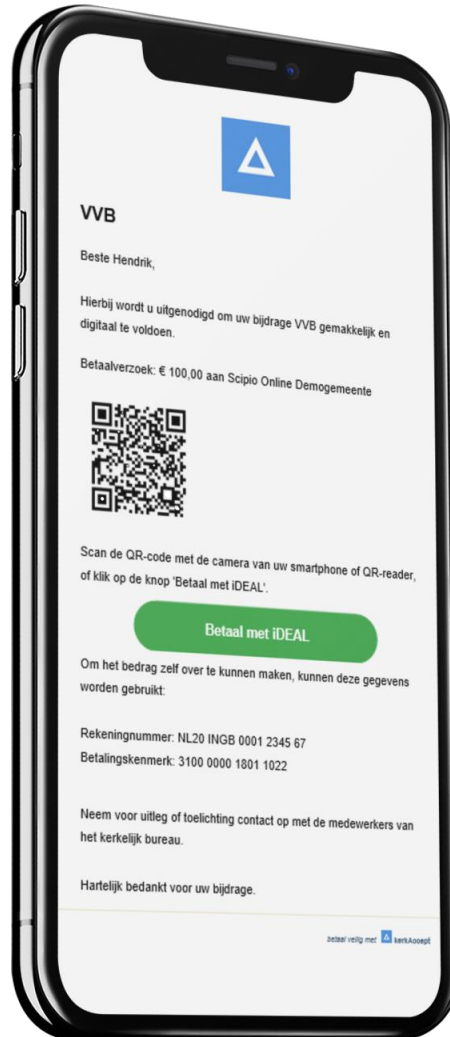 VVB
Beste Hendrik,
Hierbij wordt u uitgenodigd om uw bijdrage VVB gemakkelijk en
digitaal te voldoen.
Betaalverzoek: € 100,00 aan Scipio Online Demogemeente
Scan de QR-code met de camera van uw smartphone of QR-reader,
of klik op de knop 'Betaal met iDEAL'.
Betaal met iDEAL
Om het bedrag zelf over te kunnen maken, kunnen deze gegevens
worden gebruikt:
Rekeningnummer: NL20 INGB 0001 2345 67
Betalingskenmerk: 3100 0000 1801 1022
Neem voor uitleg of toelichting contact op met de medewerkers van
het kerkelijk bureau.
Hartelijk bedankt voor uw bijdrage.
betaal veilig met kerkAccept